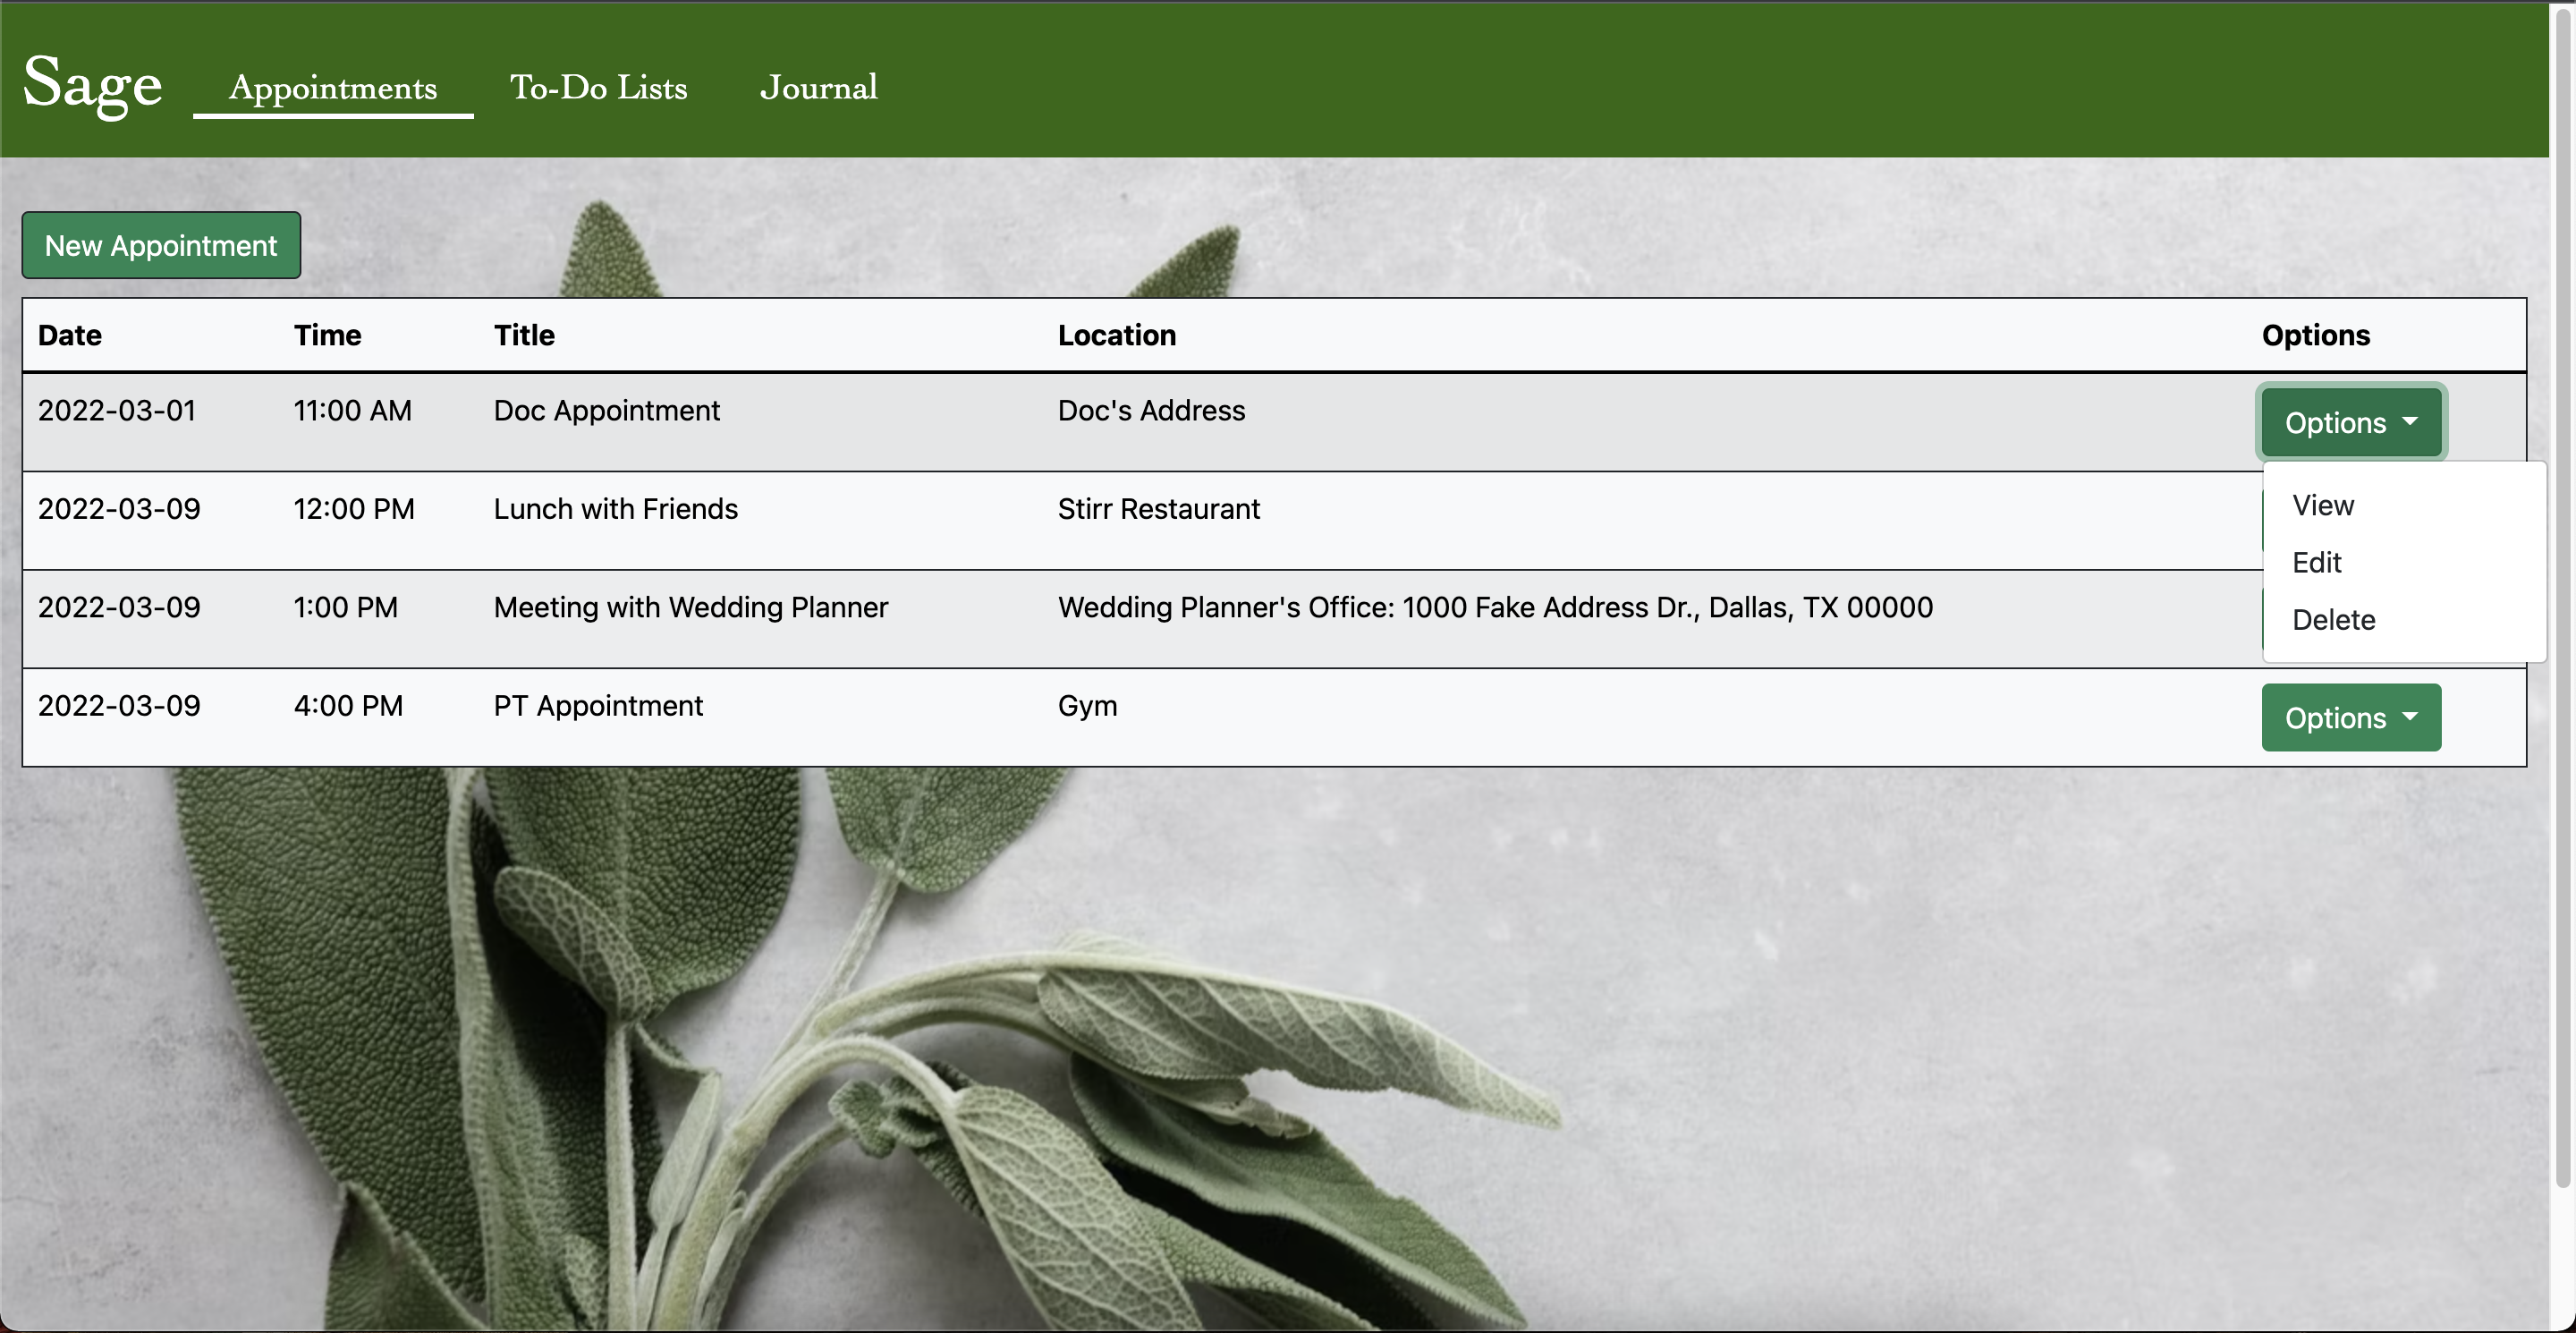 Sage Appointments To-Do Lists Journal
New Appointment
Date Time Title Location Options
2022-03-01 11:00 AM Doc Appointment Doc's Address Options
2022-03-09 12:00 PM Lunch with Friends Stirr Restaurant
View
Edit
2022-03-09 1:00 PM Meeting with Wedding Planner Wedding Planner's Office: 1000 Fake Address Dr., Dallas, TX 00000
Delete
2022-03-09 4:00 PM PT Appointment Gym Options